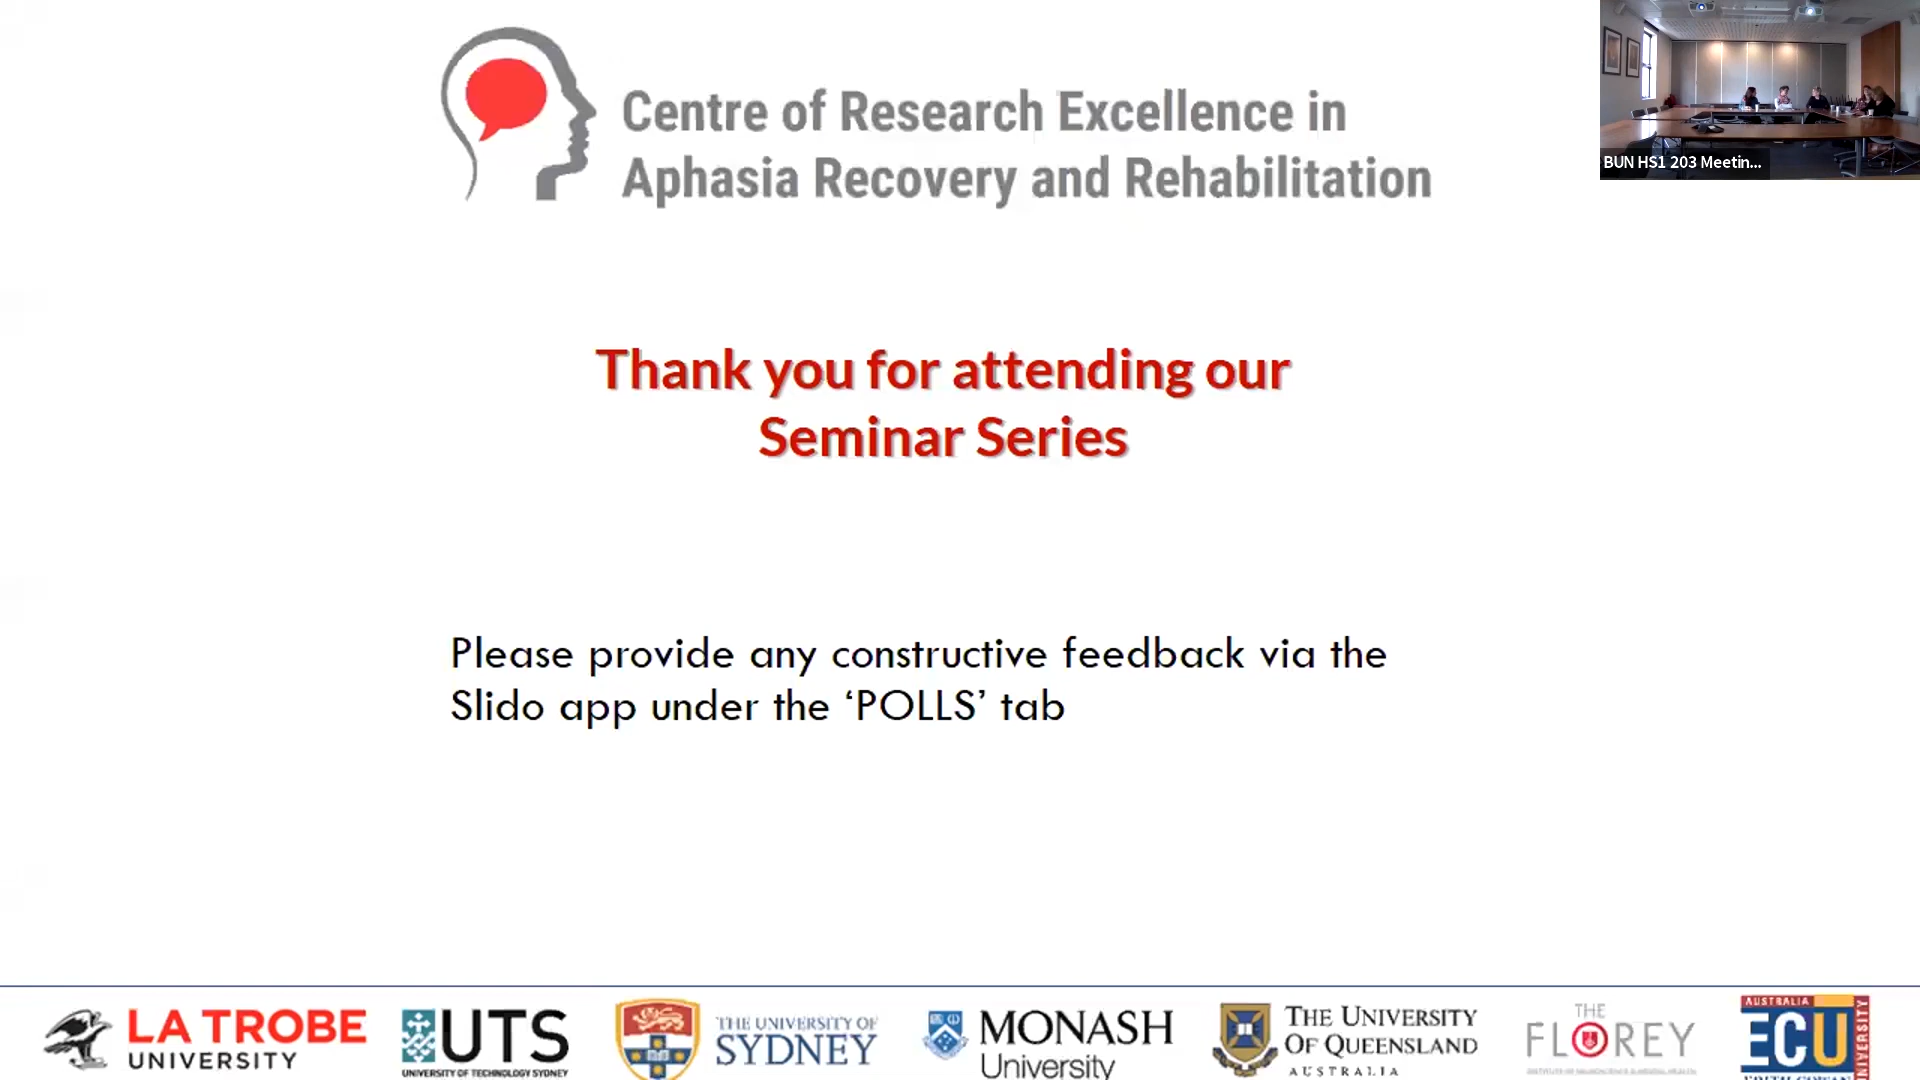 Centre of Research Excellence in
Aphasia Recovery and Rehabilitation
BUN HS1 203 Meetin...
Thank you for attending our
Seminar Series
Please provide any constructive feedback via the
Slido app under the ‘POLLS’ tab
LA TROBE
UNIVERSITY
UTS
UNIVERSITY OF TECHNOLOGY SYDNEY
THE UNIVERSITY OF
SYDNEY
MONASH
University
THE UNIVERSITY
OF QUEENSLAND
AUSTRALIA
THE
FLOREY
AUSTRALIA
ECU
UNIVERSITY
EDITH COWAN